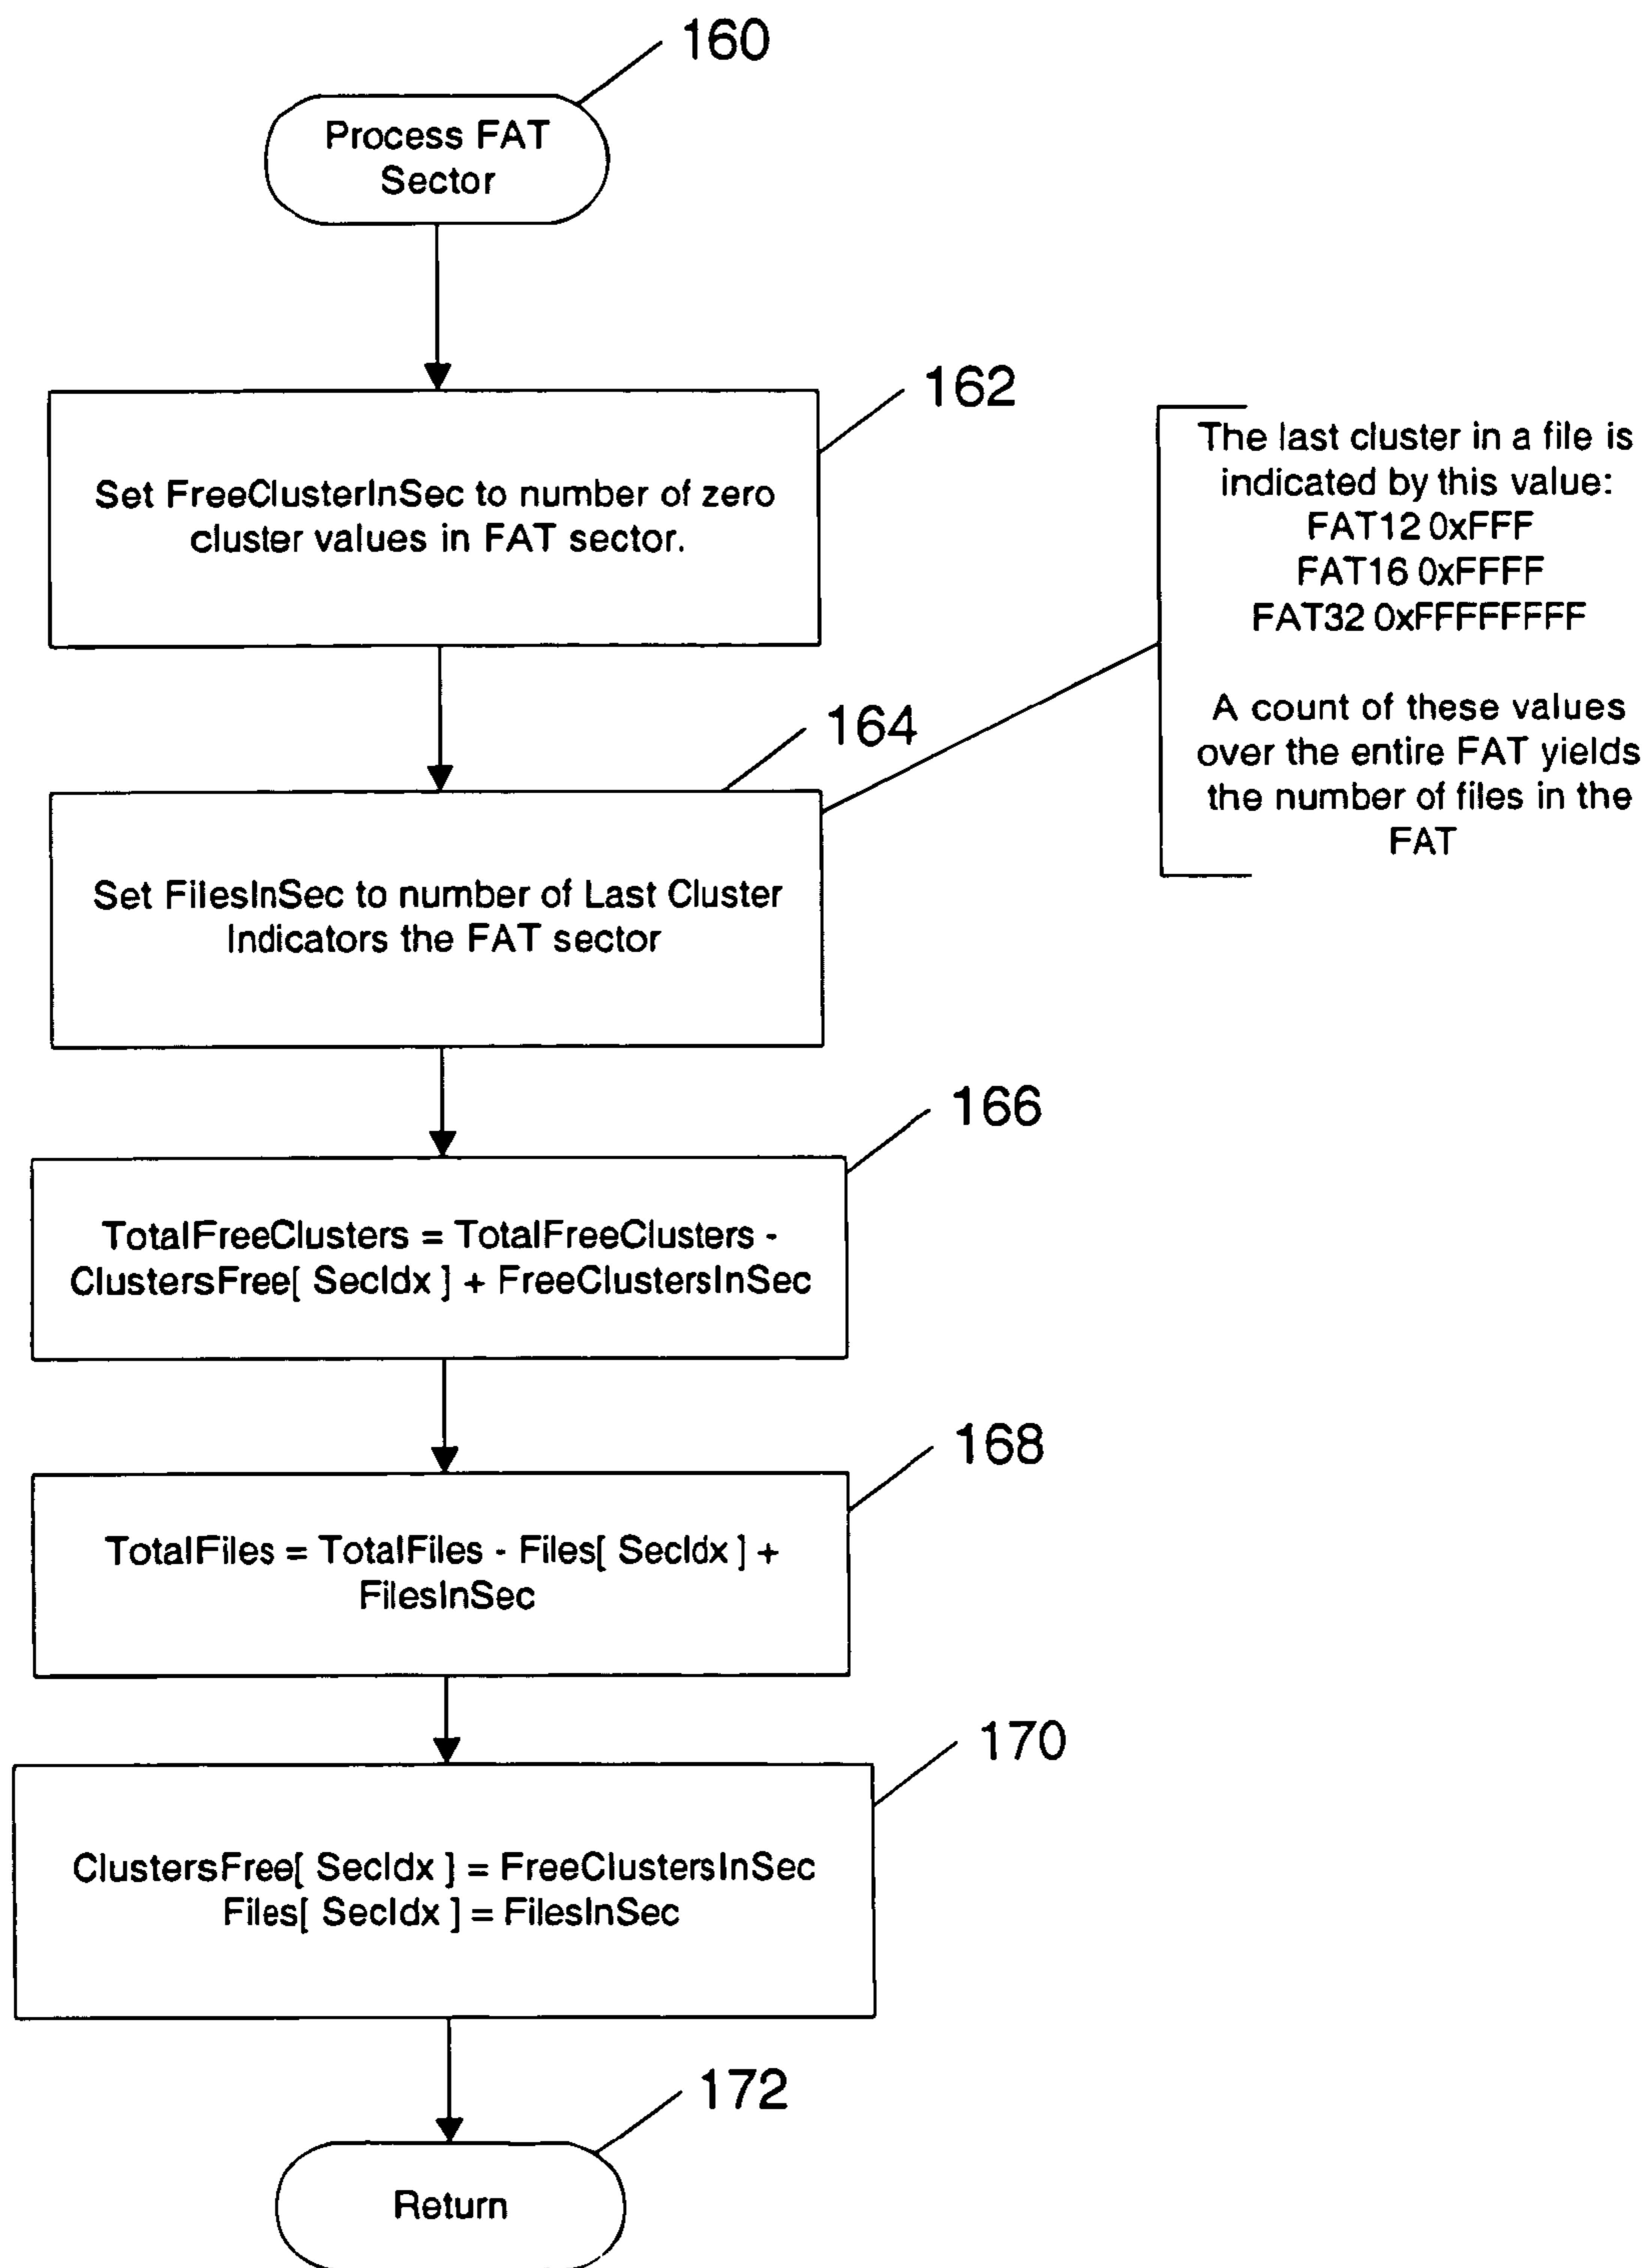 160
Process FAT
Sector
162
Set FreeClusterInSec to number of zero
cluster values in FAT sector.
The last cluster in a file is
indicated by this value:
FAT12 0xFFF
FAT16 0xFFFF
FAT32 0xFFFFFFFF
A count of these values
over the entire FAT yields
the number of files in the
FAT
164
Set FilesInSec to number of Last Cluster
Indicators the FAT sector
166
TotalFreeClusters = TotalFreeClusters -
ClustersFree[ SecIdx ] + FreeClustersInSec
168
TotalFiles = TotalFiles - Files[ SecIdx ] +
FilesInSec
170
ClustersFree[ SecIdx ] = FreeClustersInSec
Files[ SecIdx ] = FilesInSec
172
Return